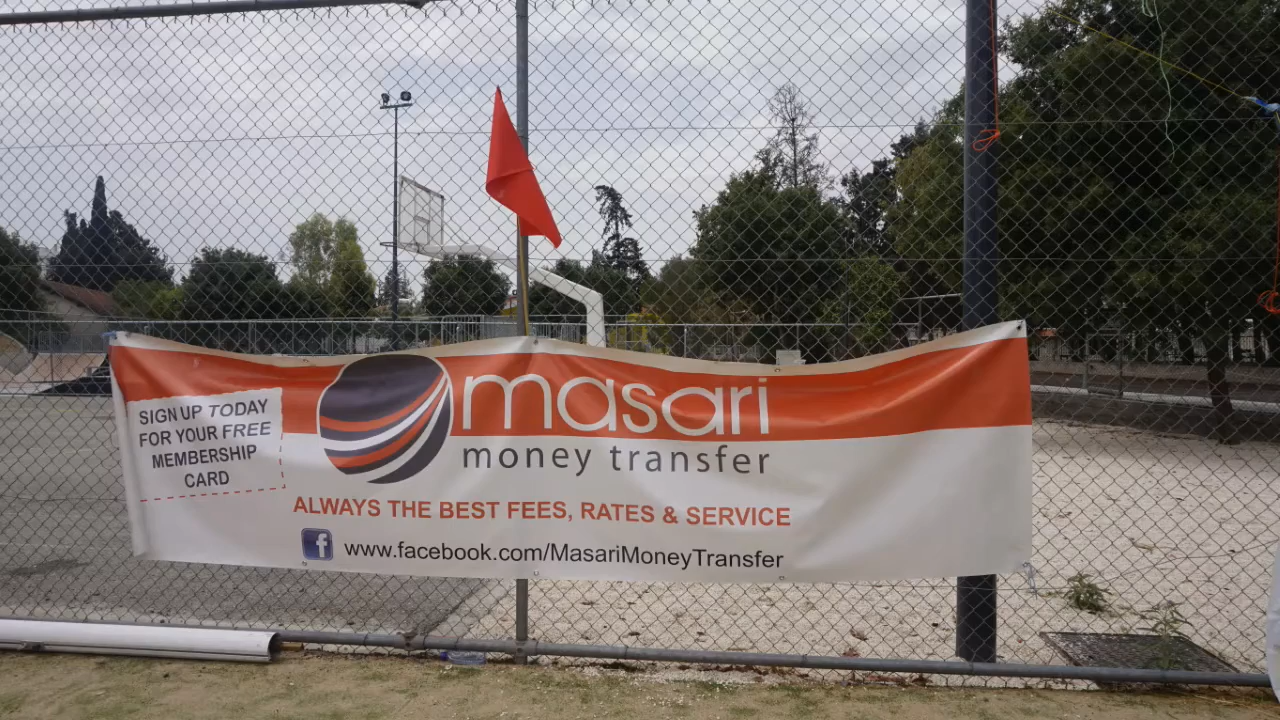 SIGN UP TODAY
FOR YOUR FREE
MEMBERSHIP
CARD
masari
money transfer
ALWAYS THE BEST FEES, RATES & SERVICE
f www.facebook.com/MasariMoneyTransfer